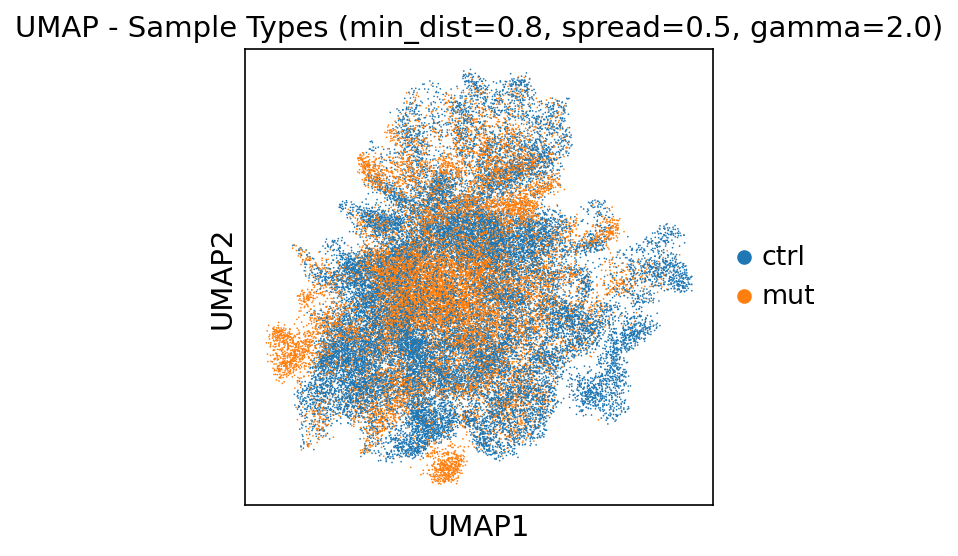 UMAP - Sample Types (min_dist=0.8, spread=0.5, gamma=2.0)
UMAP2
ctrl
mut
UMAP1